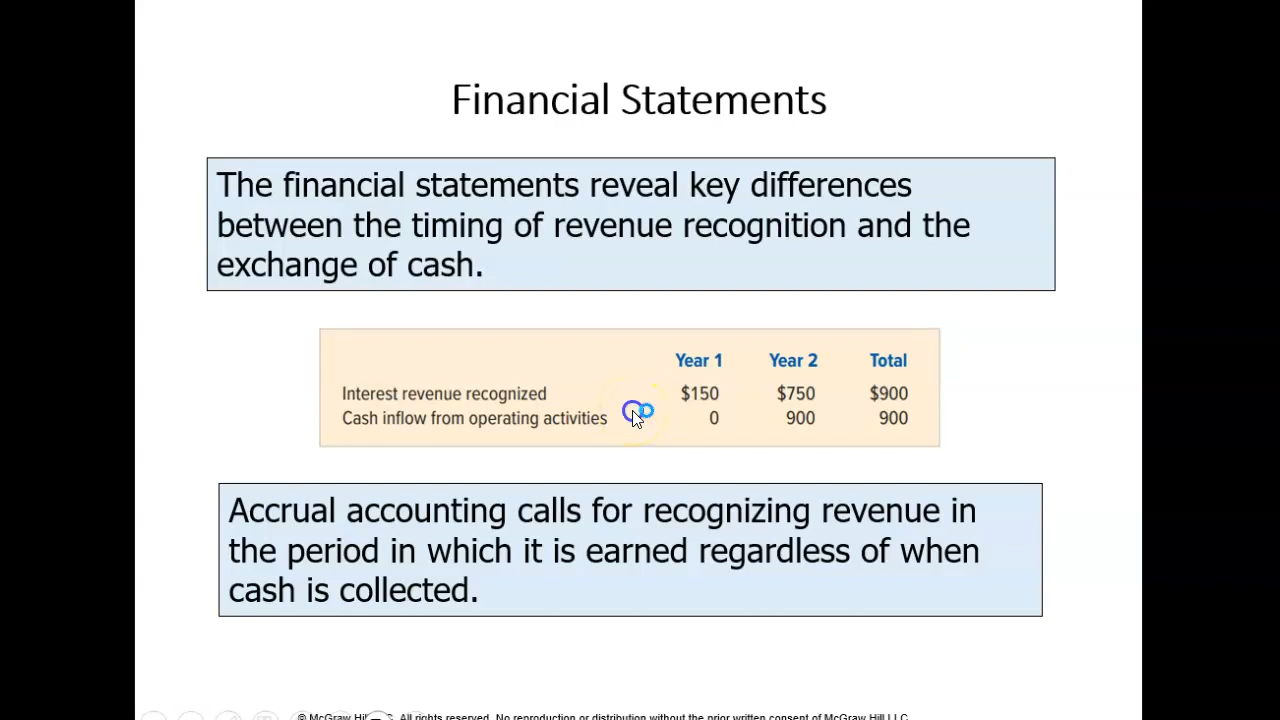 Financial Statements
The financial statements reveal key differences
between the timing of revenue recognition and the
exchange of cash.
Year 1 Year 2 Total
Interest revenue recognized $150 $750 $900
Cash inflow from operating activities 0 900 900
Accrual accounting calls for recognizing revenue in
the period in which it is earned regardless of when
cash is collected.
© McGraw Hill All rights reserved. No reproduction or distribution without the prior written consent of McGraw Hill LLC